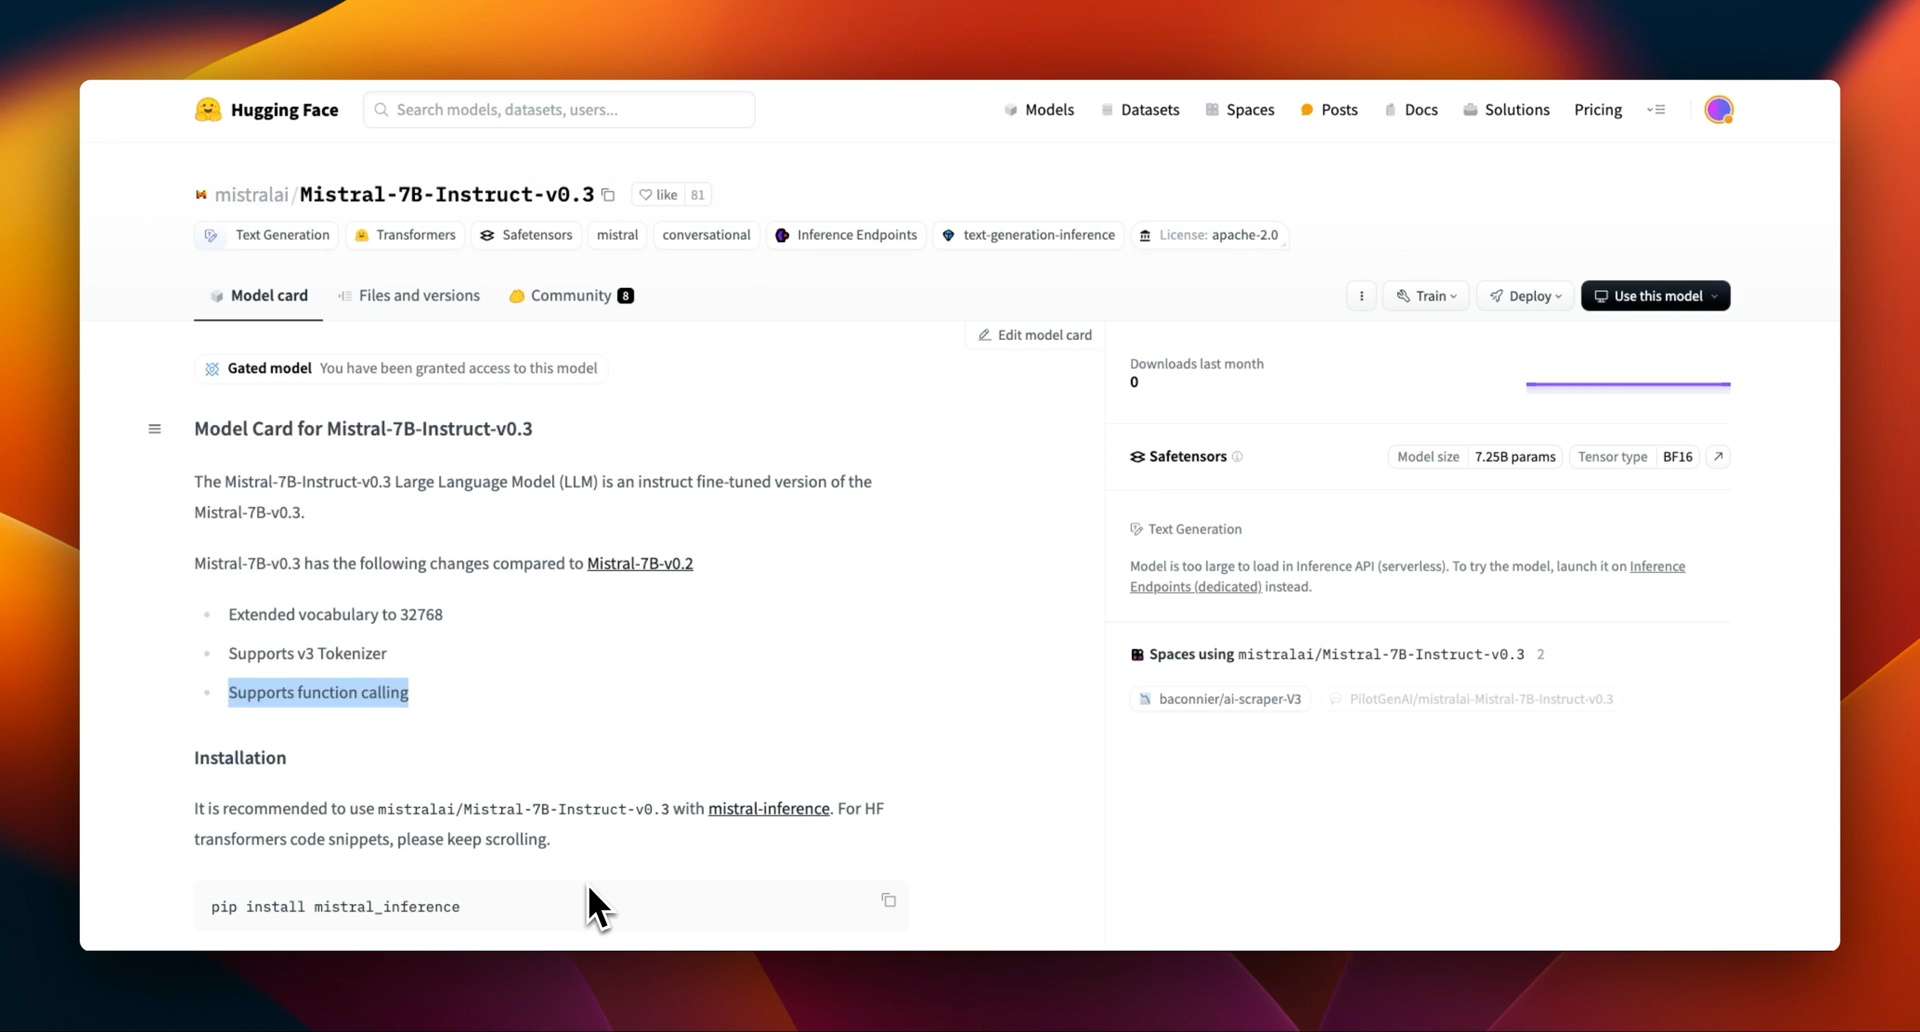 Hugging Face
Search models, datasets, users...
Models
Datasets
Spaces
Posts
Docs
Solutions
Pricing
mistralai/Mistral-7B-Instruct-v0.3
like 81
Text Generation
Transformers
Safetensors
mistral
conversational
Inference Endpoints
text-generation-inference
License: apache-2.0
Model card
Files and versions
Community 8
Train
Deploy
Use this model
Edit model card
Gated model You have been granted access to this model
Model Card for Mistral-7B-Instruct-v0.3
The Mistral-7B-Instruct-v0.3 Large Language Model (LLM) is an instruct fine-tuned version of the
Mistral-7B-v0.3.
Mistral-7B-v0.3 has the following changes compared to Mistral-7B-v0.2
Extended vocabulary to 32768
Supports v3 Tokenizer
Supports function calling
Installation
It is recommended to use mistralai/Mistral-7B-Instruct-v0.3 with mistral-inference. For HF
transformers code snippets, please keep scrolling.
pip install mistral_inference
Downloads last month
0
Safetensors
Model size 7.25B params
Tensor type BF16
Text Generation
Model is too large to load in Inference API (serverless). To try the model, launch it on Inference
Endpoints (dedicated) instead.
Spaces using mistralai/Mistral-7B-Instruct-v0.3 2
baconnier/ai-scraper-V3
PilotGenAI/mistralai-Mistral-7B-Instruct-v0.3